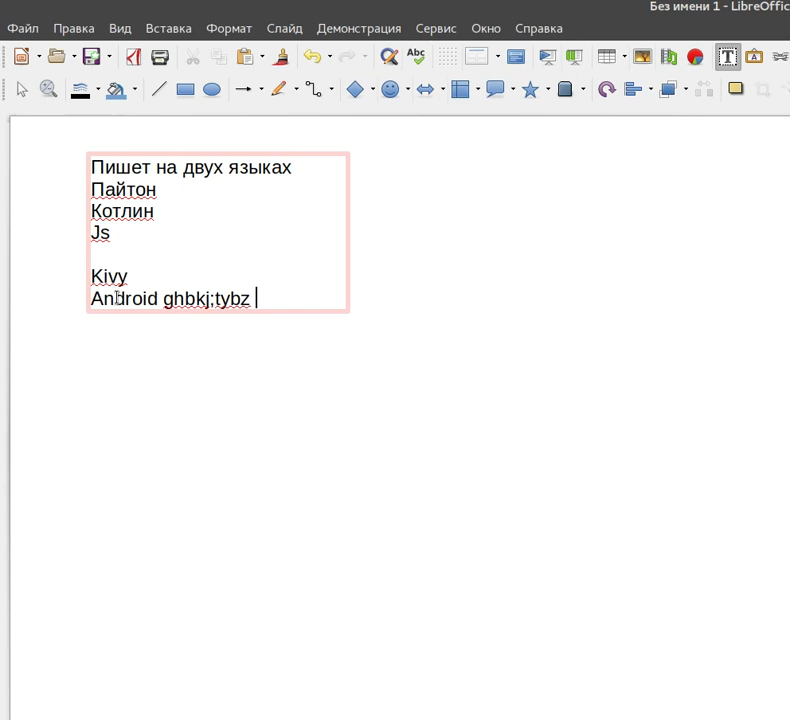 Без имени 1 - LibreOffic
Файл Правка Вид Вставка Формат Слайд Демонстрация Сервис Окно Справка
Abc
T A
T
Пишет на двух языках
Пайтон
Котлин
Js
Kivy
Android ghbkj;tybz